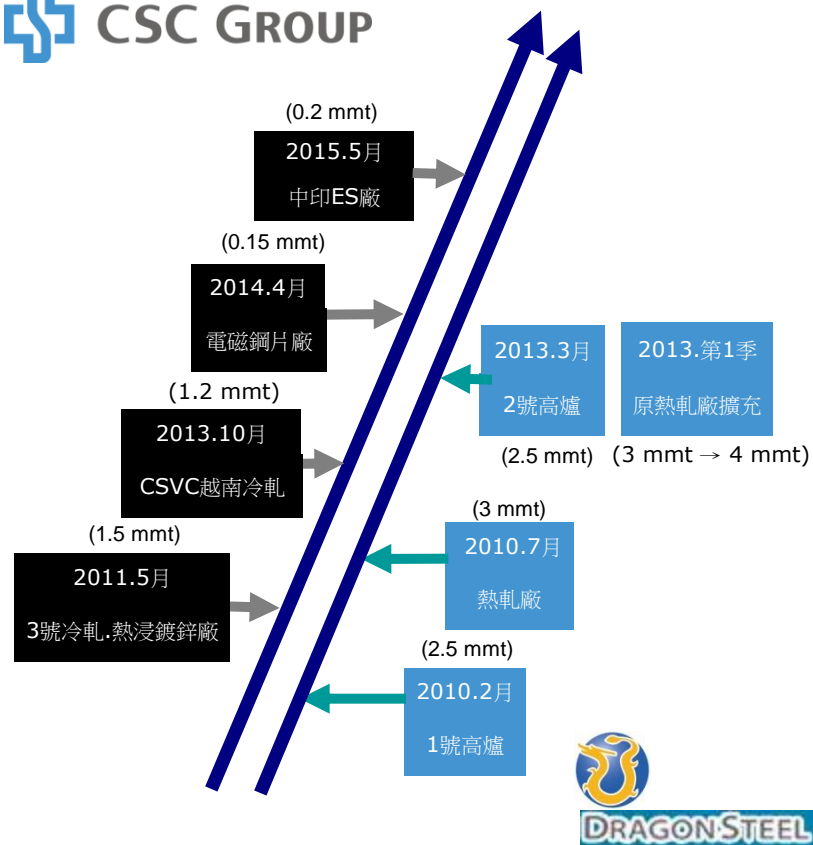 CSC GROUP
(0.2 mmt)
2015.5月
中印ES廠
(0.15 mmt)
2014.4月
電磁鋼片廠
(1.2 mmt)
2013.10月
CSVC越南冷軋
(1.5 mmt)
2011.5月
3號冷軋.熱浸鍍鋅廠
2013.3月
2號高爐
(2.5 mmt)
2013.第1季
原熱軋廠擴充
(3 mmt → 4 mmt)
(3 mmt)
2010.7月
熱軋廠
(2.5 mmt)
2010.2月
1號高爐
DRAGON STEEL